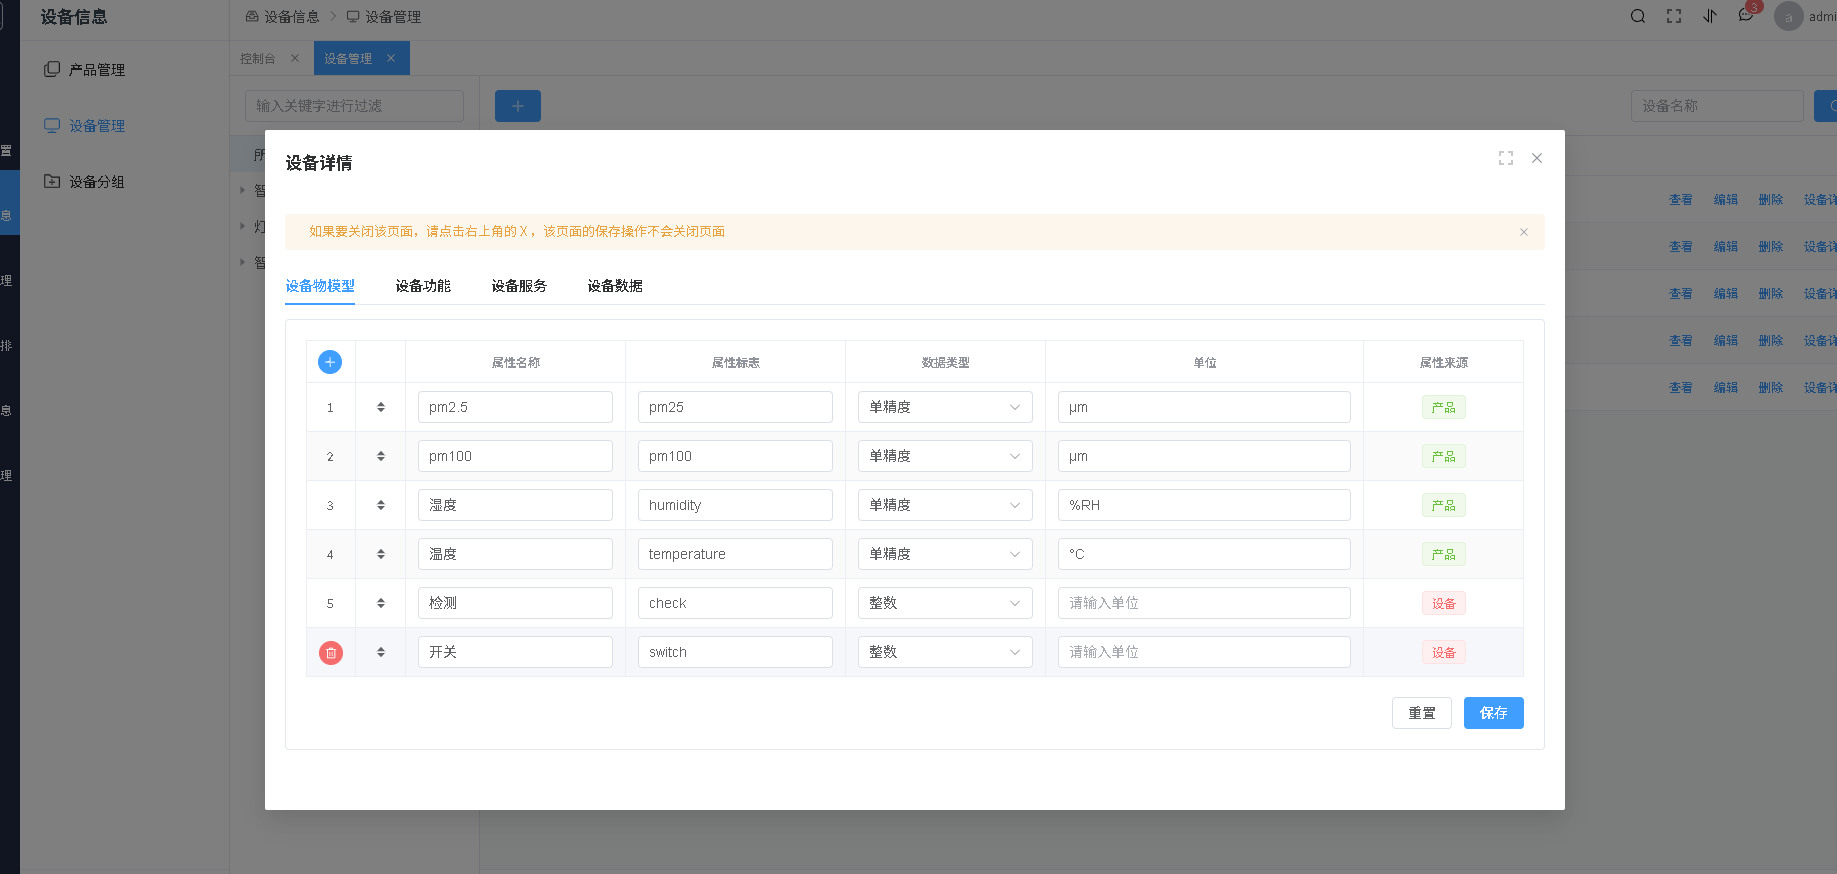 设备信息
设备信息 > 设备管理
3
a
admi
产品管理
设备管理
设备分组
置
息
理
排
息
理
控制台 ×
设备管理 ×
输入关键字进行过滤
+
设备名称
所
智
灯
智
查看 编辑 删除 设备详
查看 编辑 删除 设备详
查看 编辑 删除 设备详
查看 编辑 删除 设备详
查看 编辑 删除 设备详
设备详情
如果要关闭该页面，请点击右上角的 X ，该页面的保存操作不会关闭页面
设备物模型 设备功能 设备服务 设备数据
属性名称 属性标志 数据类型 单位 属性来源
1 pm2.5 pm25 单精度 μm 产品
2 pm100 pm100 单精度 μm 产品
3 湿度 humidity 单精度 %RH 产品
4 温度 temperature 单精度 °C 产品
5 检测 check 整数 请输入单位 设备
开关 switch 整数 请输入单位 设备
重置 保存